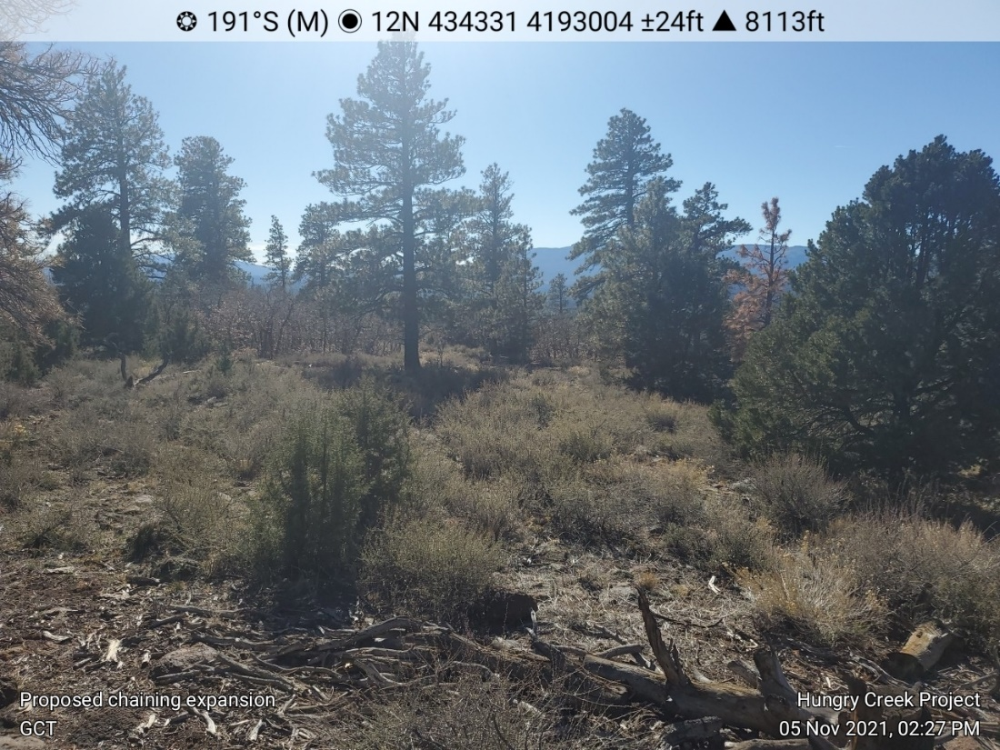 191°S (M) 12N 434331 4193004 ±24ft ▲ 8113ft
Proposed chaining expansion
GCT
Hungry Creek Project
05 Nov 2021, 02:27 PM